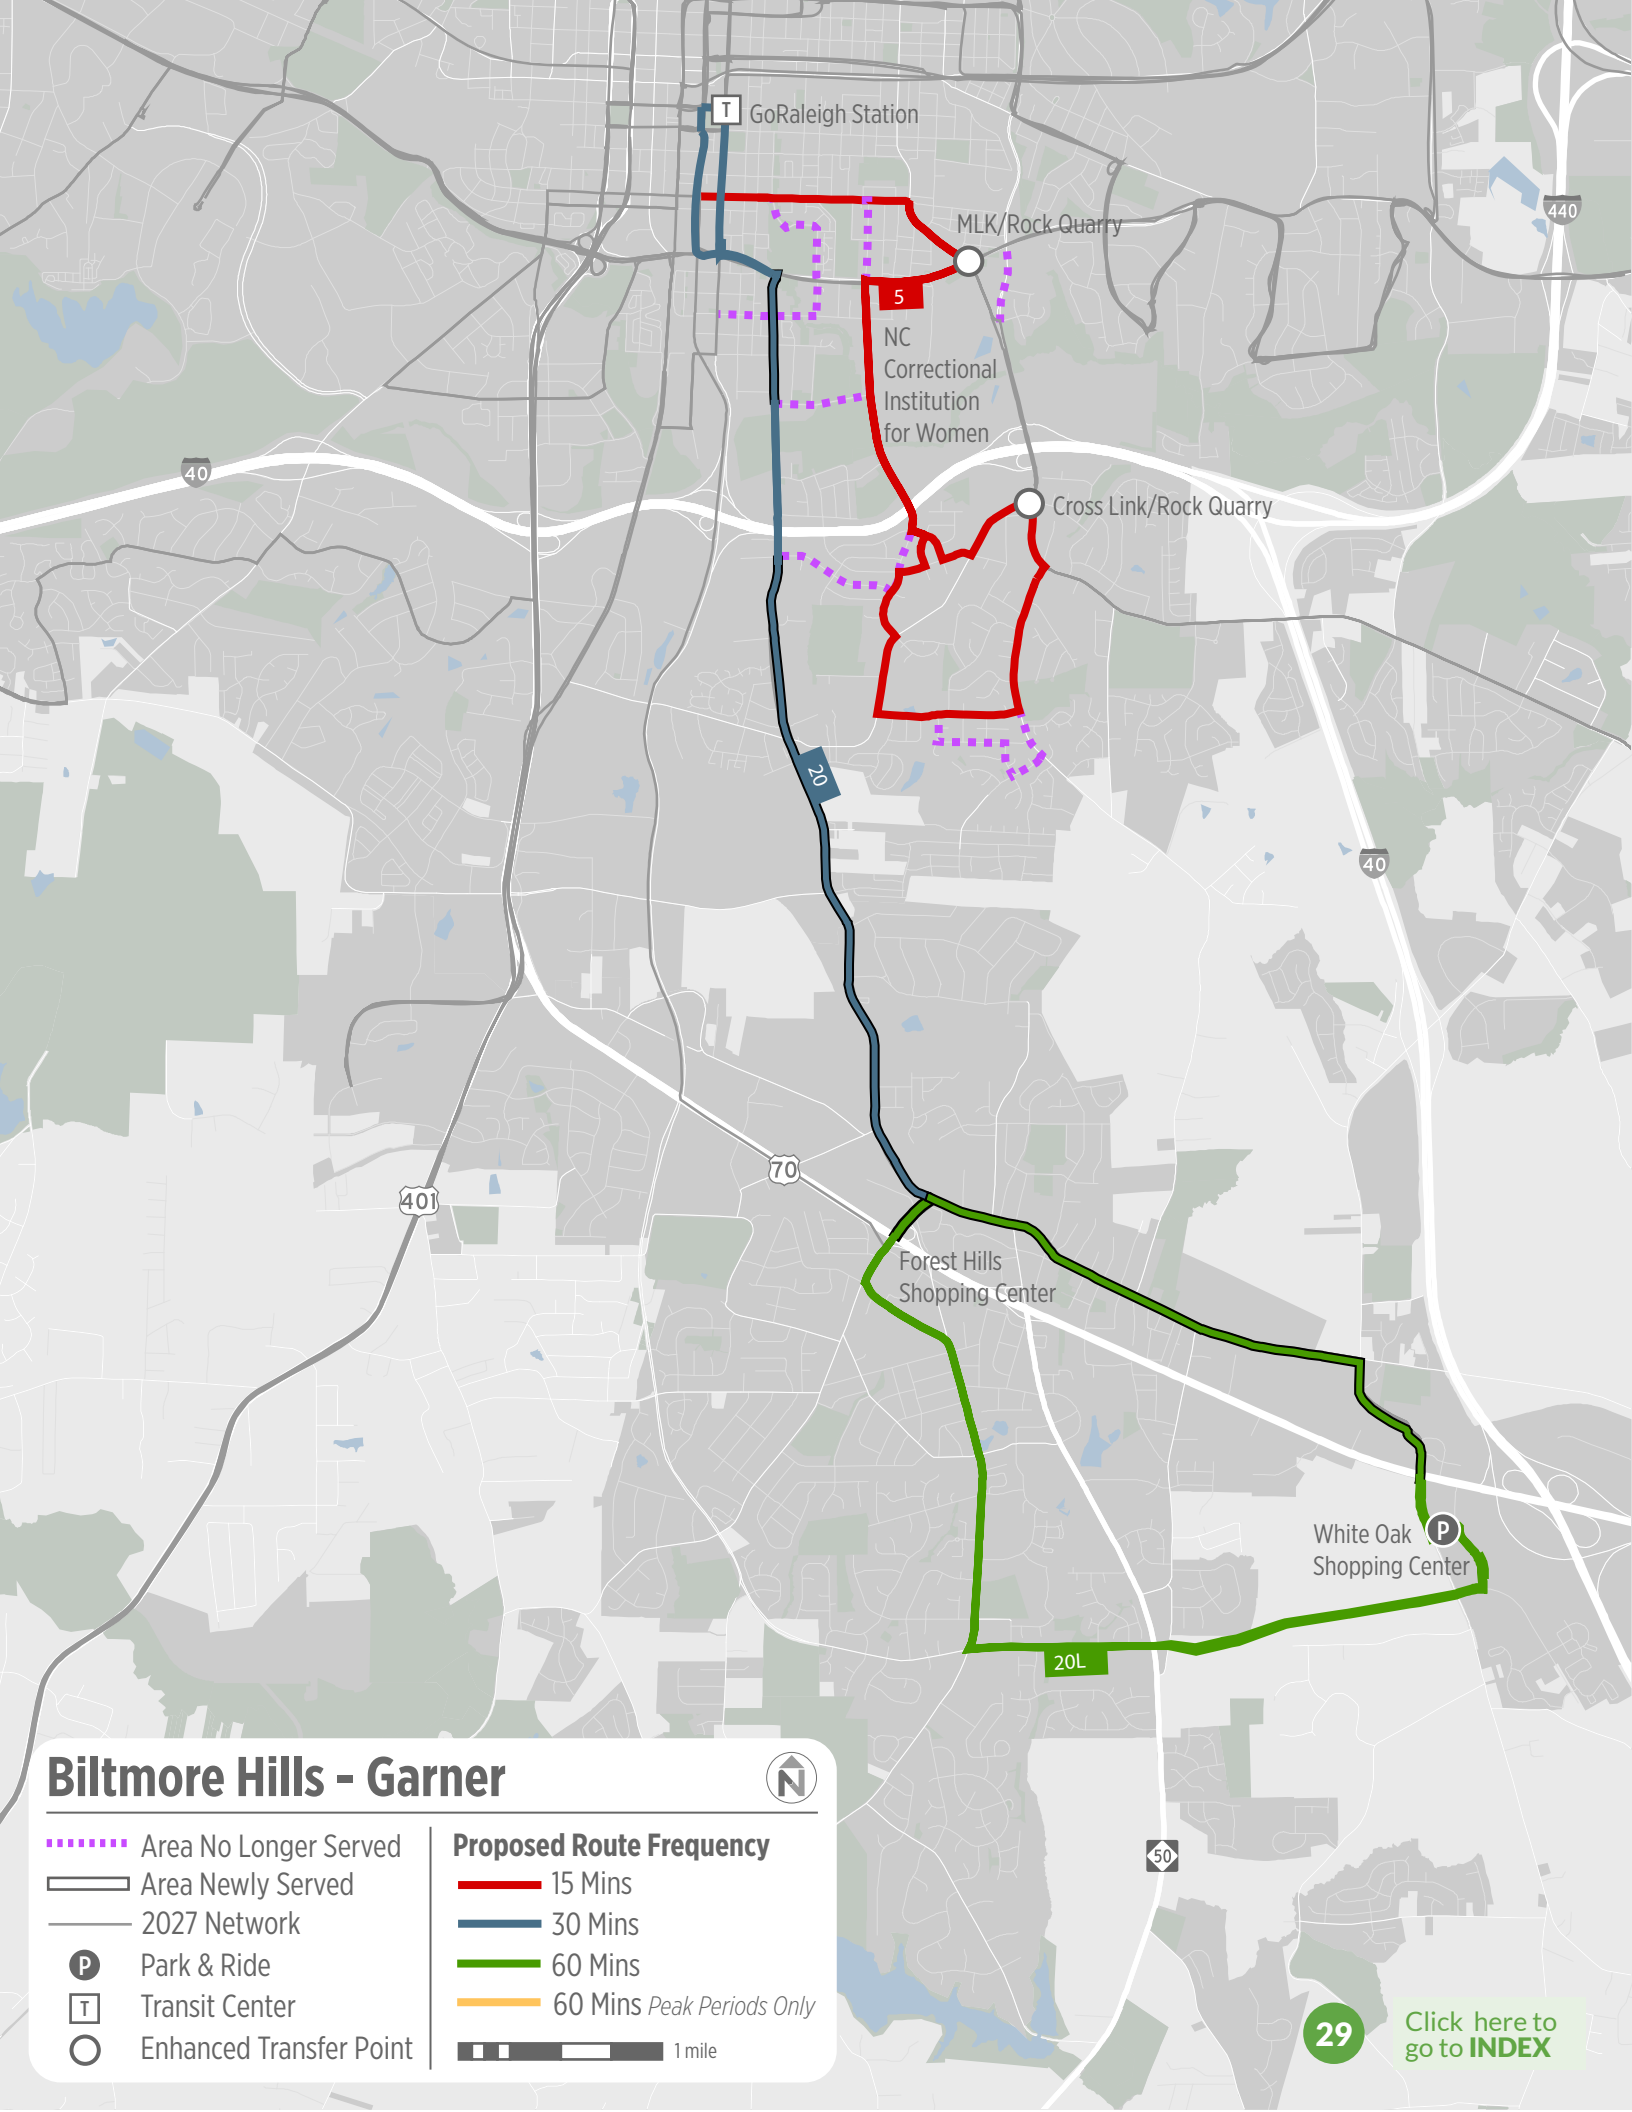 T
GoRaleigh Station
440
MLK/Rock Quarry
5
NC
Correctional
Institution
for Women
40
Cross Link/Rock Quarry
20
40
70
401
Forest Hills
Shopping Center
White Oak
Shopping Center
P
20L
Biltmore Hills - Garner
N
Area No Longer Served
Area Newly Served
2027 Network
P Park & Ride
T Transit Center
Enhanced Transfer Point
Proposed Route Frequency
15 Mins
30 Mins
60 Mins
60 Mins Peak Periods Only
1 mile
50
29
Click here to
go to INDEX